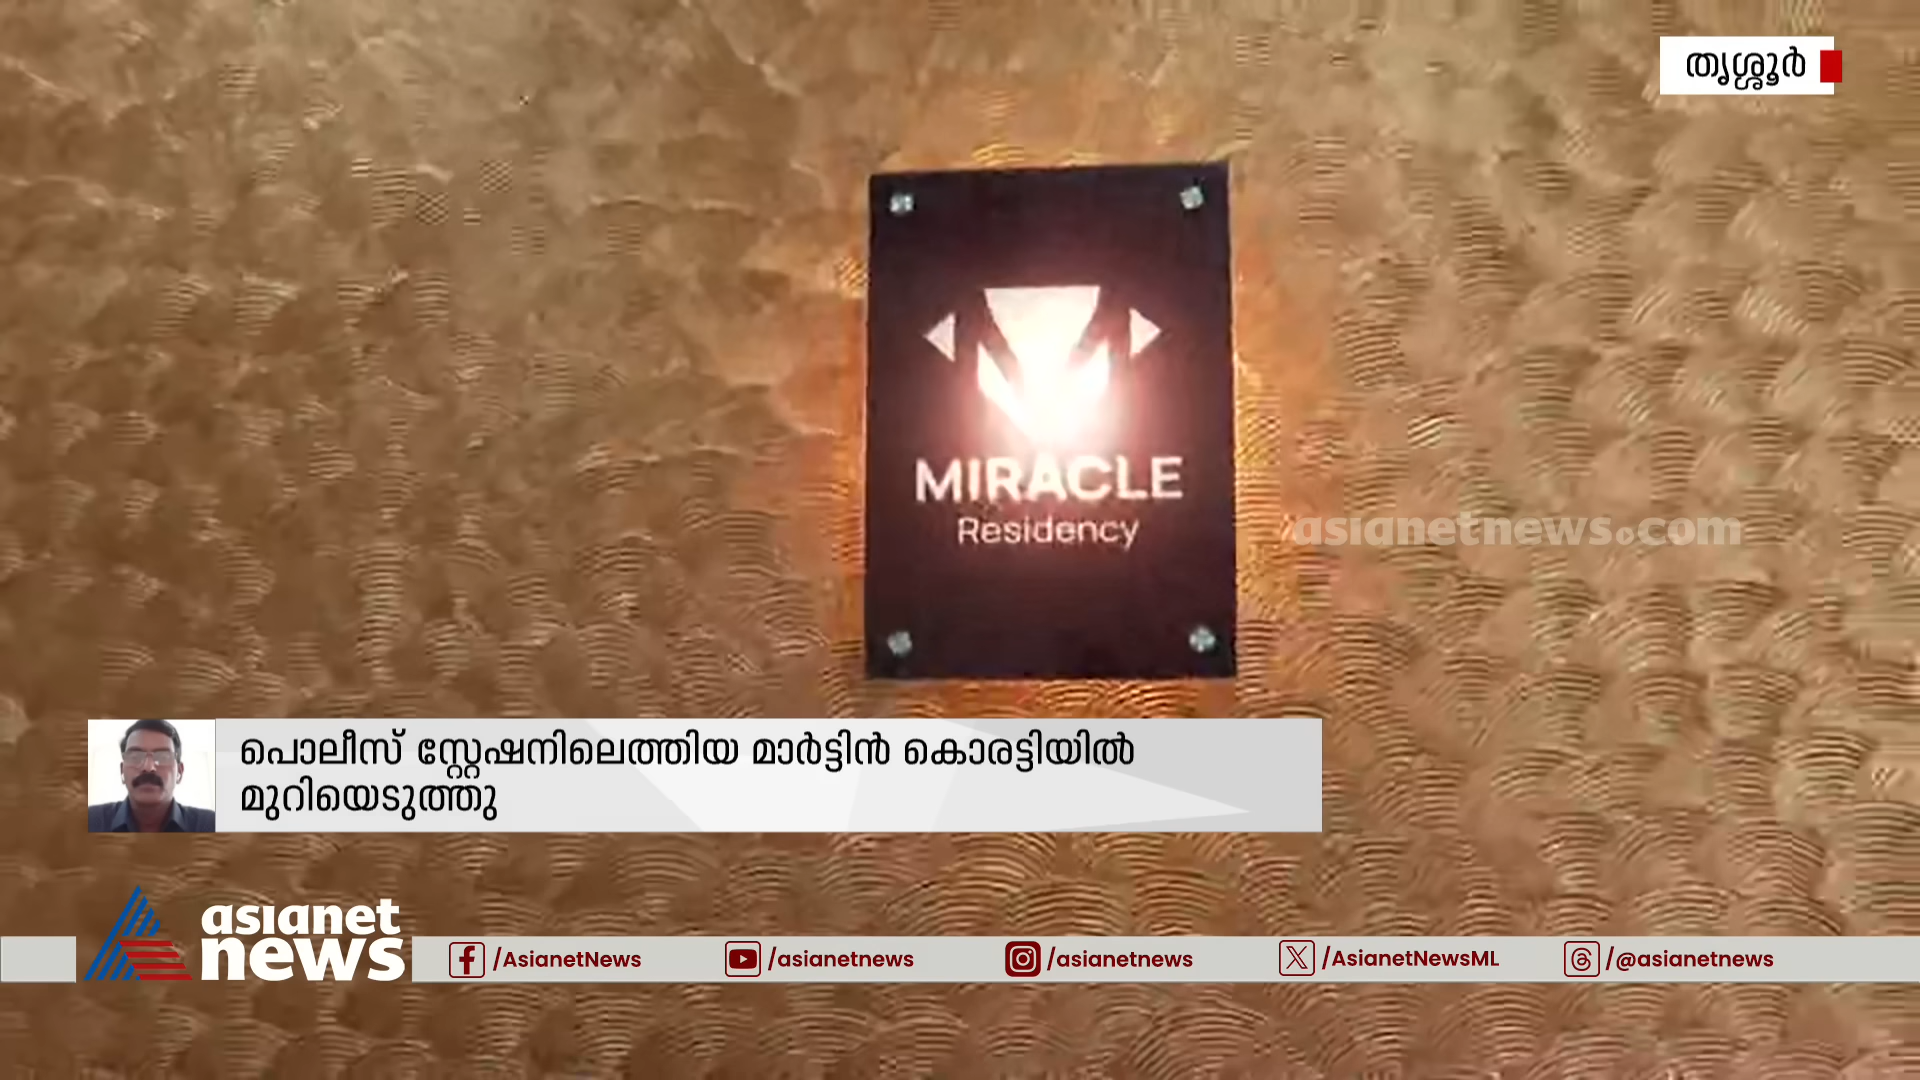 തൃശ്ശൂർ
MIRACLE
Residency
asianetnews.com
പൊലീസ് സ്റ്റേഷനിലെത്തിയ മാർട്ടിൻ കൊരട്ടിയിൽ
മുറിയെടുത്തു
asianet
news
/AsianetNews
/asianetnews
/asianetnews
/AsianetNewsML
/@asianetnews